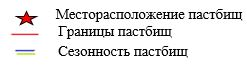 Месторасположение пастбищ
Границы пастбищ
Сезонность пастбищ